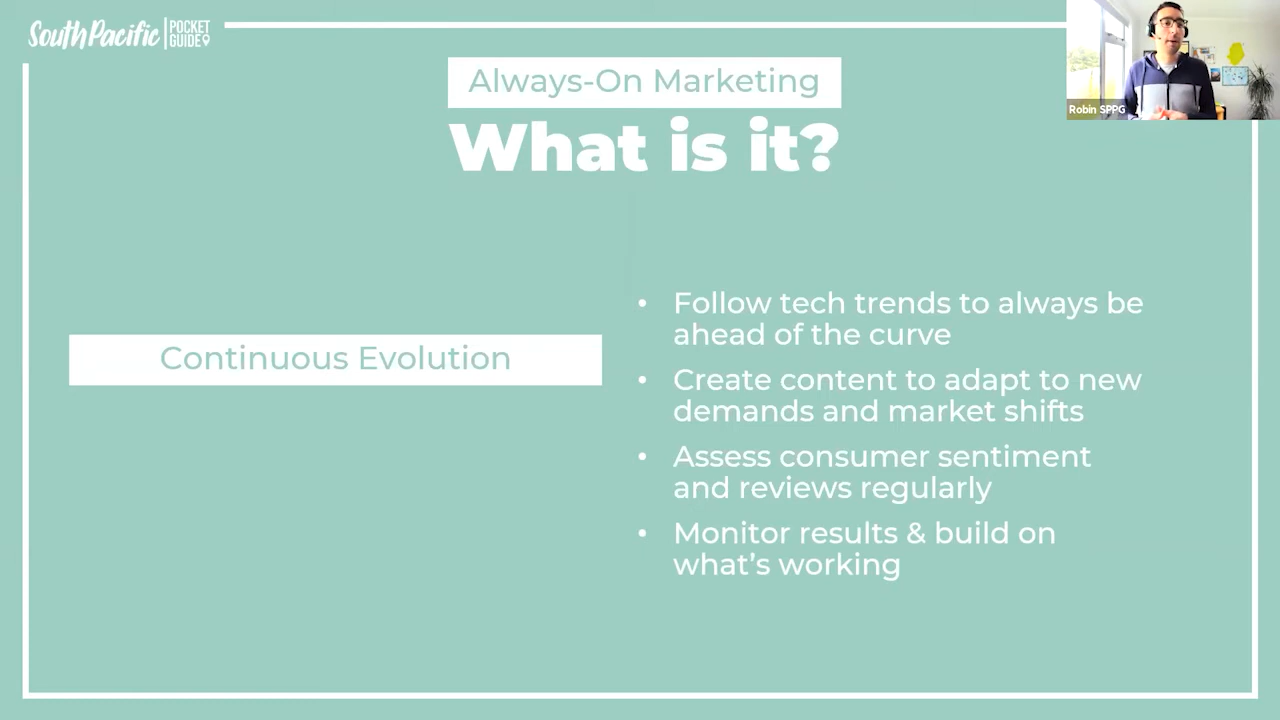 South Pacific POCKET
GUIDE
Robin SPPG
Always-On Marketing
What is it?
Continuous Evolution
• Follow tech trends to always be
ahead of the curve
• Create content to adapt to new
demands and market shifts
• Assess consumer sentiment
and reviews regularly
• Monitor results & build on
what's working